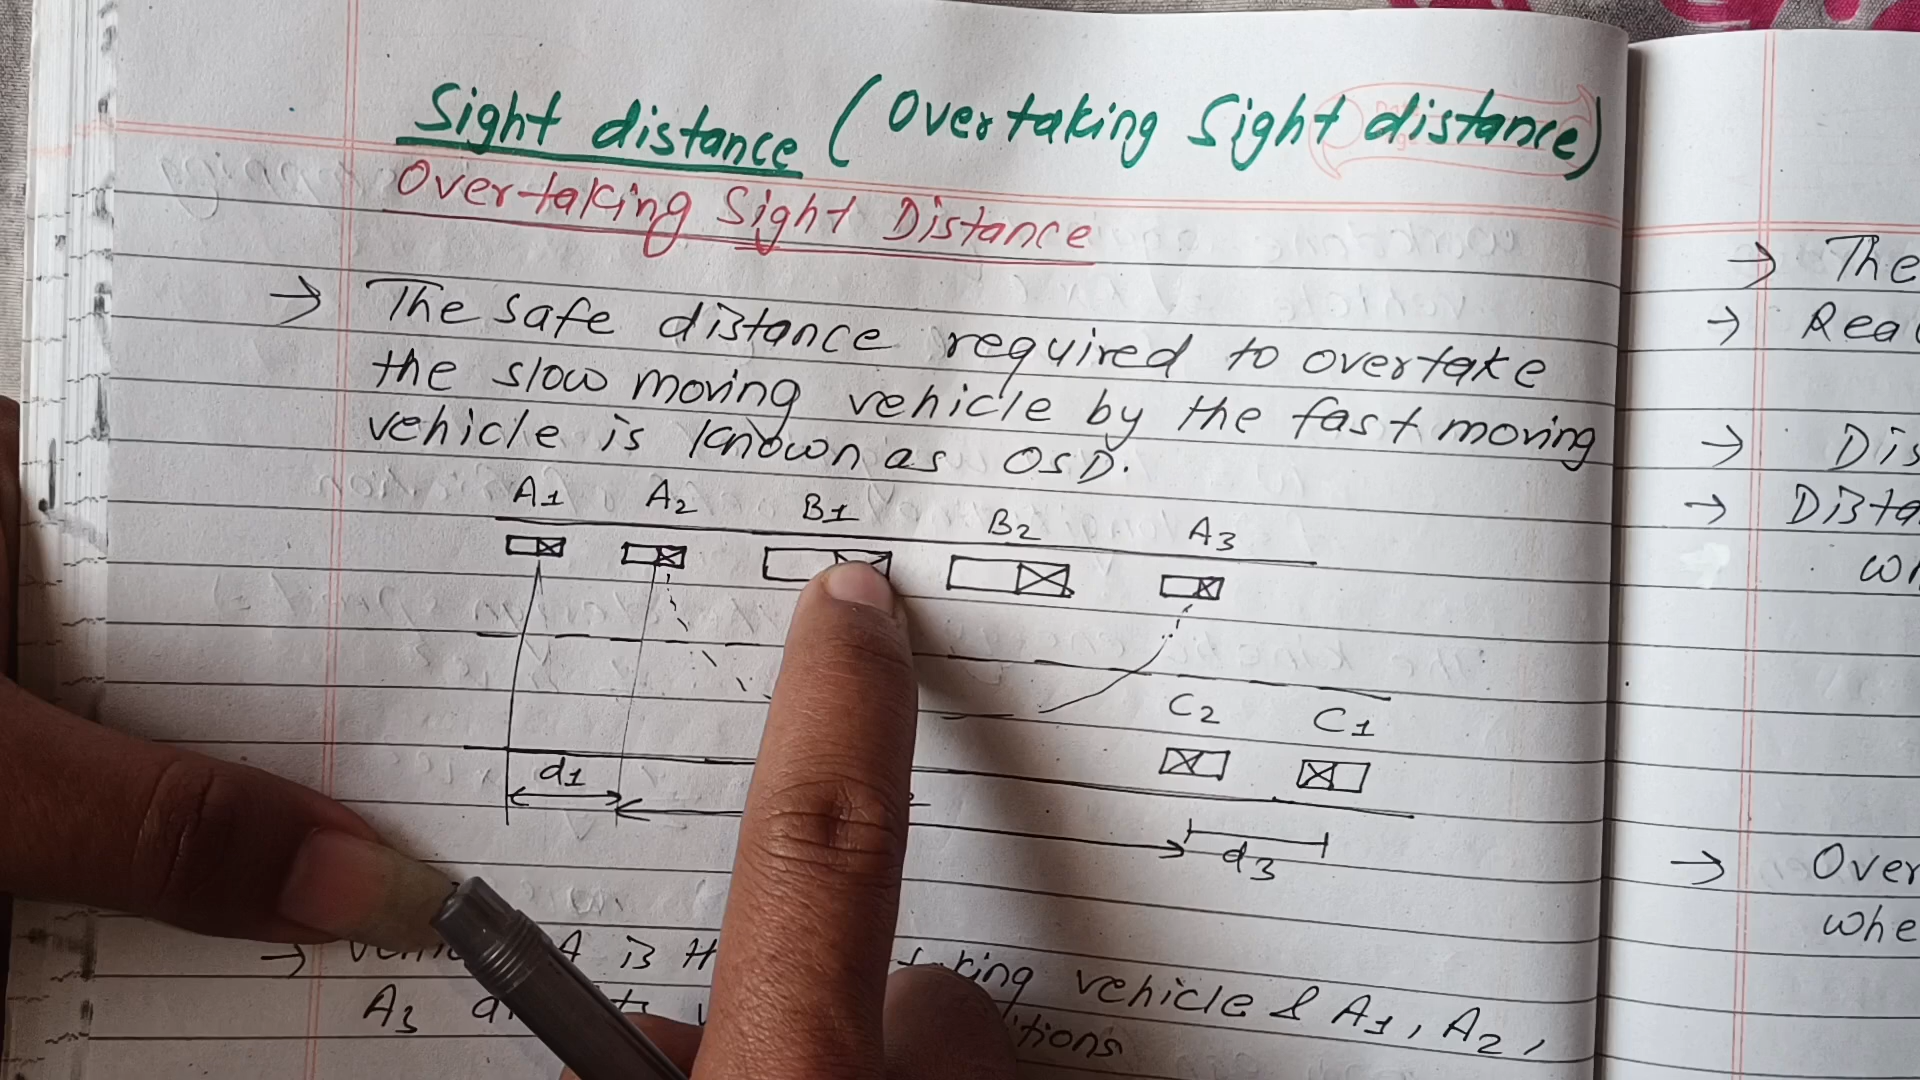 Sight distance (Overtaking Sight distance)
Overtaking Sight Distance
→ The safe distance required to overtake
the slow moving vehicle by the fast moving
vehicle is known as OSD.
A1 A2 B1 B2 A3
C2 C1
d1
d3
→ A is taking vehicle & A1, A2,
A3
→ The
→ Rea
→ Dis
→ Dista
→ Over
whe